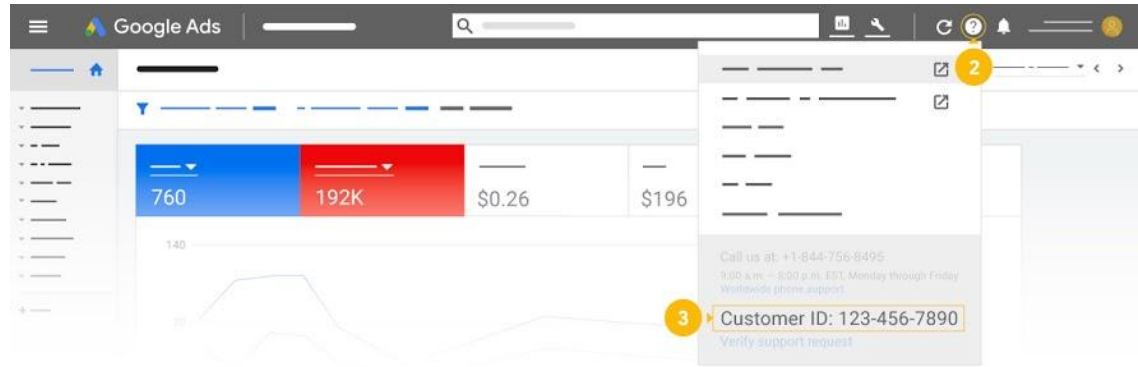 Google Ads
2
760
192K
$0.26
$196
140
70
Call us at: +1-844-756-8495
9:00 a.m. – 8:00 p.m. EST, Monday through Friday
Worldwide phone support
3
Customer ID: 123-456-7890
Verify support request